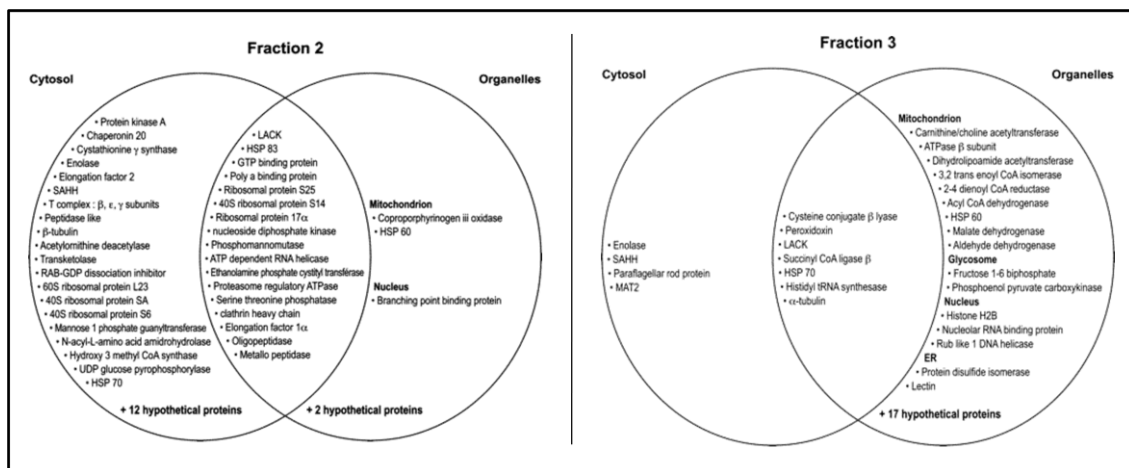 Fraction 2
Cytosol
Organelles
• Protein kinase A
• Chaperonin 20
• Cystathionine γ synthase
• Enolase
• Elongation factor 2
• SAHH
• T complex : β, ε, γ subunits
• Peptidase like
• β-tubulin
• Acetylornithine deacetylase
• Transketolase
• RAB-GDP dissociation inhibitor
• 60S ribosomal protein L23
• 40S ribosomal protein SA
• 40S ribosomal protein S6
• Mannose 1 phosphate guanyltransferase
• N-acyl-L-amino acid amidrohydrolase
• Hydroxy 3 methyl CoA synthase
• UDP glucose pyrophosphorylase
• HSP 70
+ 12 hypothetical proteins
• LACK
• HSP 83
• GTP binding protein
• Poly a binding protein
• Ribosomal protein S25
• 40S ribosomal protein S14
• Ribosomal protein 17α
• nucleoside diphosphate kinase
• Phosphomannomutase
• ATP dependent RNA helicase
• Ethanolamine phosphate cystityl transférase
• Proteasome regulatory ATPase
• Serine threonine phosphatase
• clathrin heavy chain
• Elongation factor 1α
• Oligopeptidase
• Metallo peptidase
+ 2 hypothetical proteins
Mitochondrion
• Coproporphyrinogen iii oxidase
• HSP 60
Nucleus
• Branching point binding protein
Fraction 3
Cytosol
Organelles
• Enolase
• SAHH
• Paraflagellar rod protein
• MAT2
• Cysteine conjugate β lyase
• Peroxidoxin
• LACK
• Succinyl CoA ligase β
• HSP 70
• Histidyl tRNA synthesase
• α-tubulin
Mitochondrion
• Carnithine/choline acetyltransferase
• ATPase β subunit
• Dihydrolipoamide acetyltransferase
• 3,2 trans enoyl CoA isomerase
• 2-4 dienoyl CoA reductase
• Acyl CoA dehydrogenase
• HSP 60
• Malate dehydrogenase
• Aldehyde dehydrogenase
Glycosome
• Fructose 1-6 biphosphate
• Phosphoenol pyruvate carboxykinase
Nucleus
• Histone H2B
• Nucleolar RNA binding protein
• Rub like 1 DNA helicase
ER
• Protein disulfide isomerase
• Lectin
+ 17 hypothetical proteins